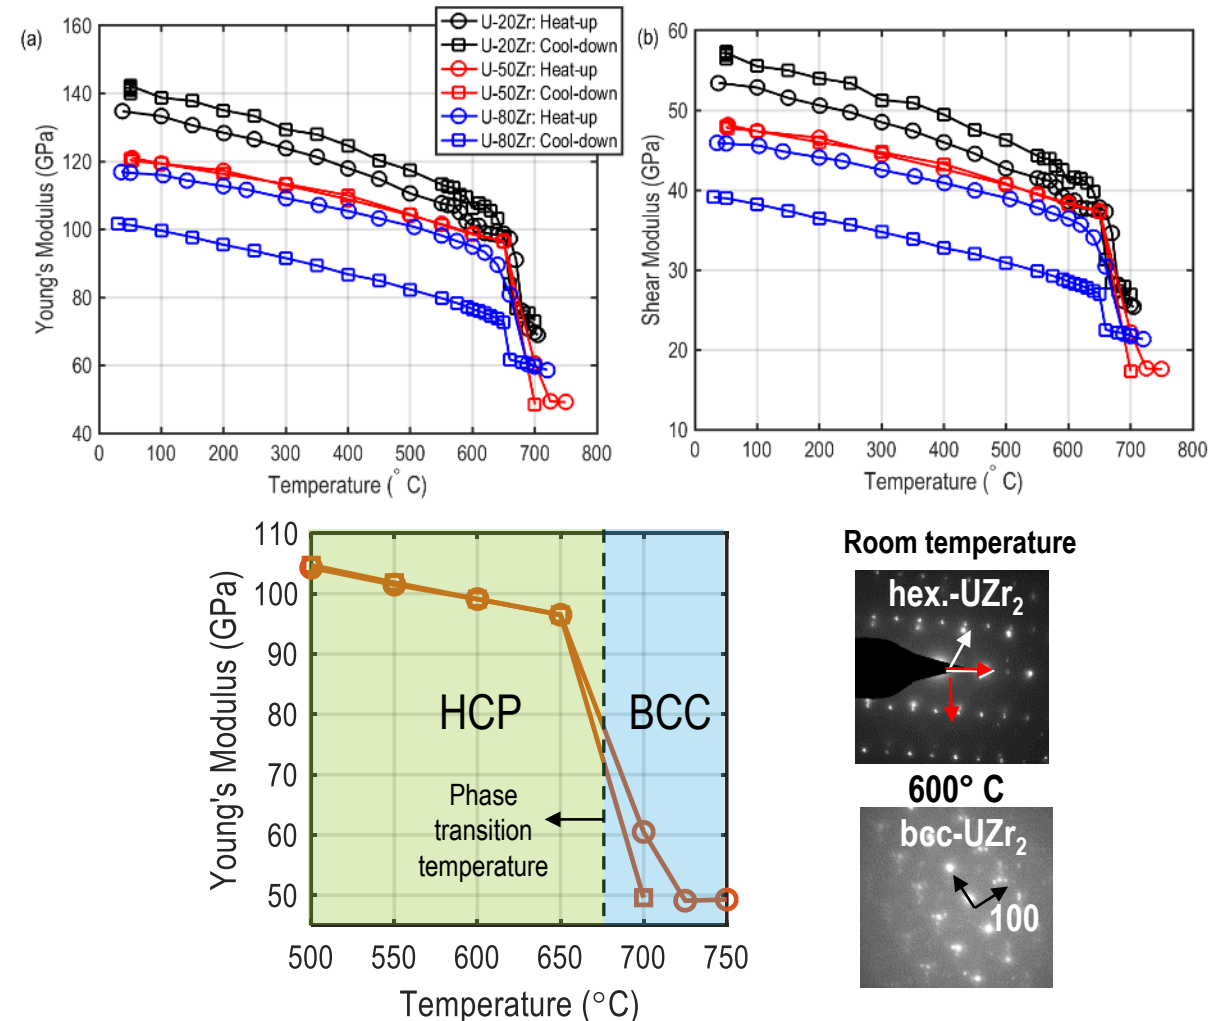 (a)
160
140
120
100
80
60
40
0 100 200 300 400 500 600 700 800
Young's Modulus (GPa)
Temperature (° C)
U-20Zr: Heat-up
U-20Zr: Cool-down
U-50Zr: Heat-up
U-50Zr: Cool-down
U-80Zr: Heat-up
U-80Zr: Cool-down
(b)
60
50
40
30
20
10
0 100 200 300 400 500 600 700 800
Shear Modulus (GPa)
Temperature (° C)
110
100
90
80
70
60
50
500 550 600 650 700 750
Young's Modulus (GPa)
Temperature (°C)
HCP
BCC
Phase
transition
temperature
Room temperature
hex.-UZr₂
600° C
bcc-UZr₂
100